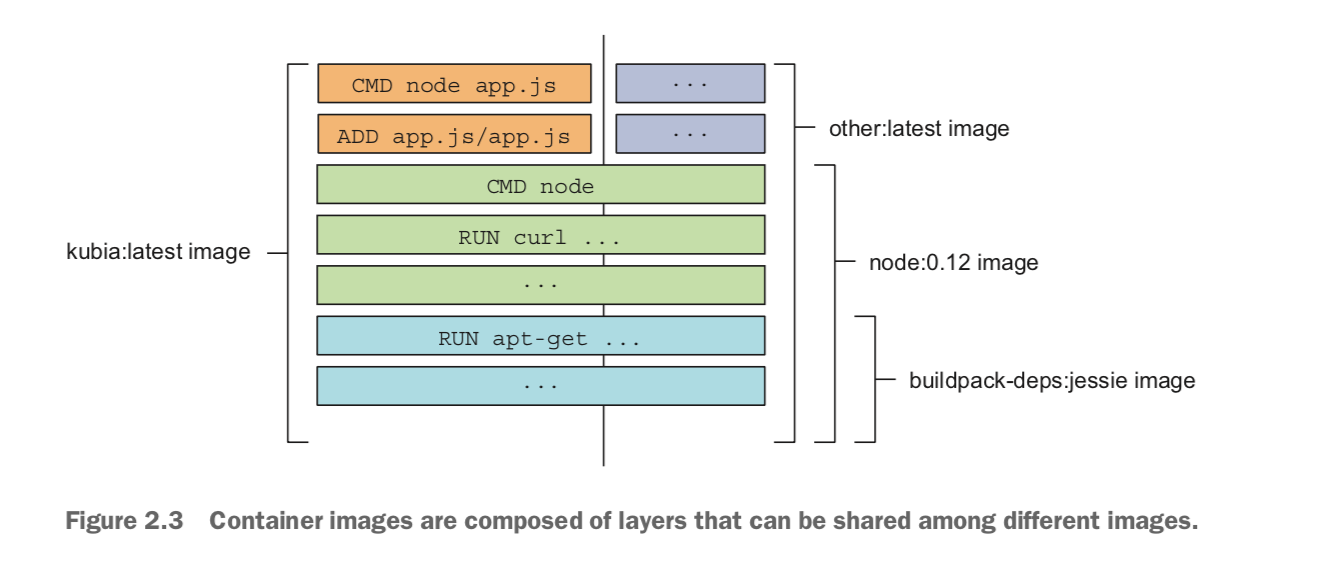 CMD node app.js
...
ADD app.js/app.js
...
other:latest image
CMD node
RUN curl ...
kubia:latest image
node:0.12 image
...
RUN apt-get ...
...
buildpack-deps:jessie image
Figure 2.3 Container images are composed of layers that can be shared among different images.